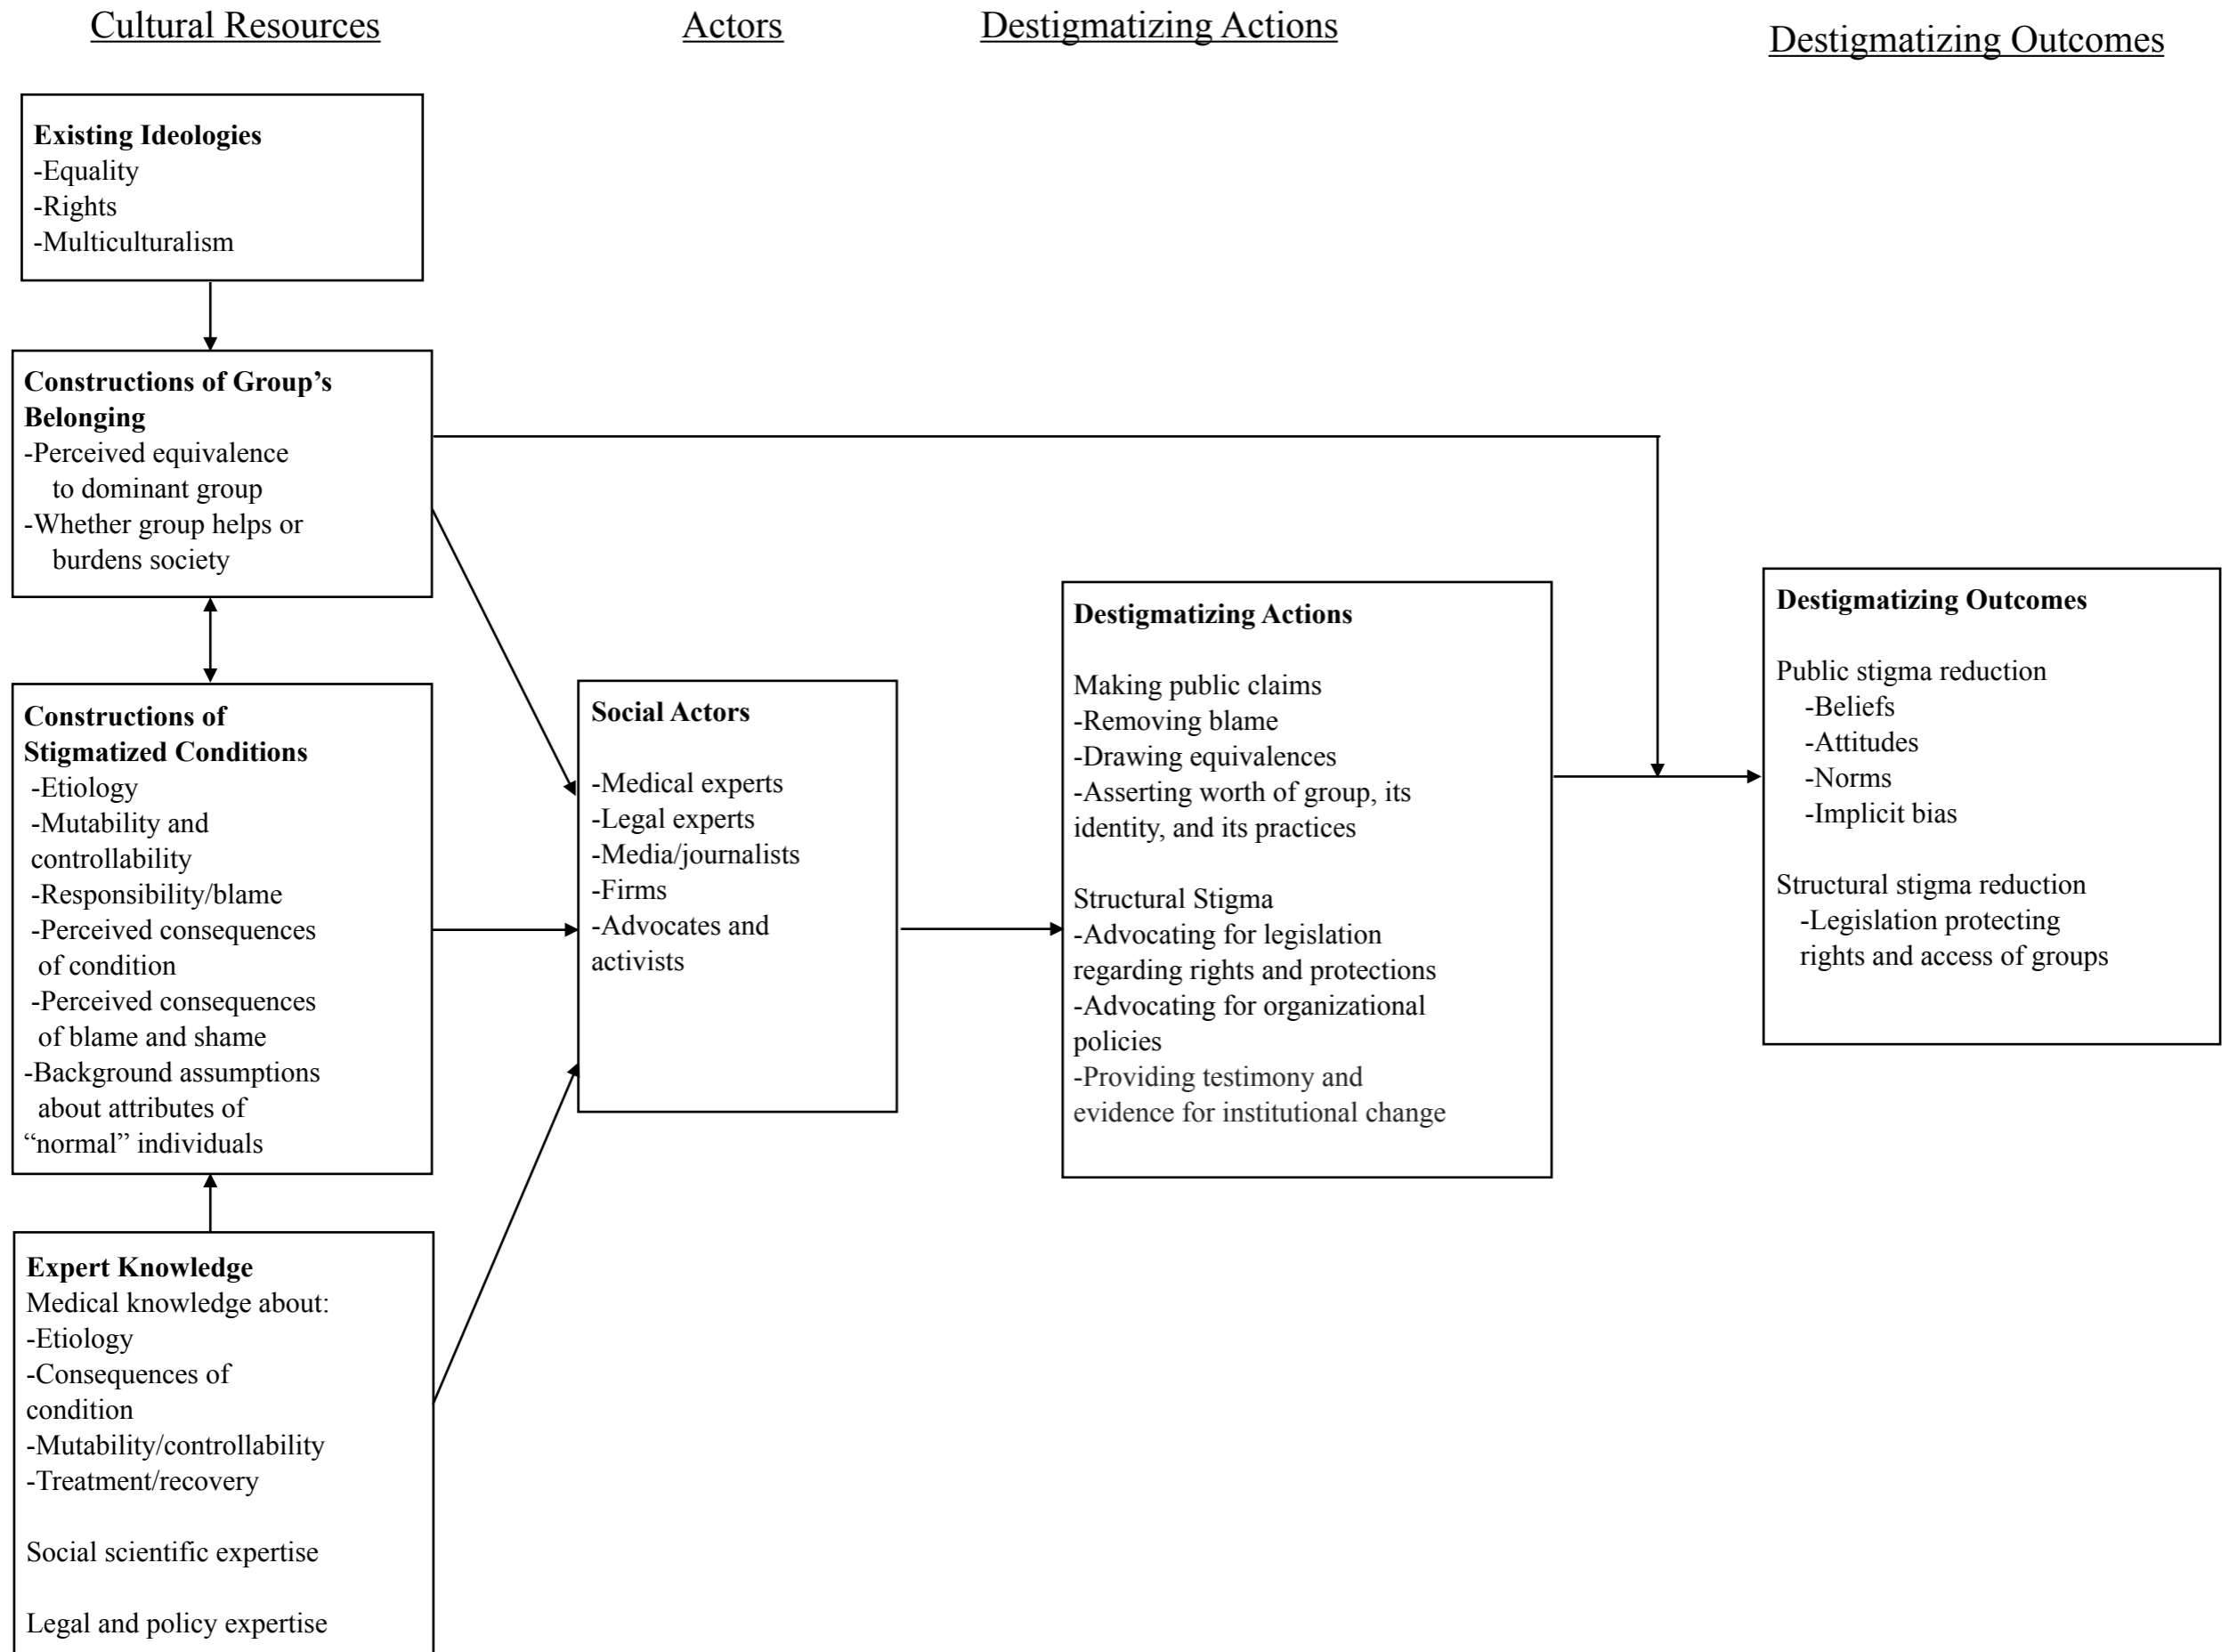 Cultural Resources
Actors
Destigmatizing Actions
Destigmatizing Outcomes
Existing Ideologies
-Equality
-Rights
-Multiculturalism
Constructions of Group’s
Belonging
-Perceived equivalence
to dominant group
-Whether group helps or
burdens society
Constructions of
Stigmatized Conditions
-Etiology
-Mutability and
controllability
-Responsibility/blame
-Perceived consequences
of condition
-Perceived consequences
of blame and shame
-Background assumptions
about attributes of
“normal” individuals
Expert Knowledge
Medical knowledge about:
-Etiology
-Consequences of
condition
-Mutability/controllability
-Treatment/recovery
Social scientific expertise
Legal and policy expertise
Social Actors
-Medical experts
-Legal experts
-Media/journalists
-Firms
-Advocates and
activists
Destigmatizing Actions
Making public claims
-Removing blame
-Drawing equivalences
-Asserting worth of group, its
identity, and its practices
Structural Stigma
-Advocating for legislation
regarding rights and protections
-Advocating for organizational
policies
-Providing testimony and
evidence for institutional change
Destigmatizing Outcomes
Public stigma reduction
-Beliefs
-Attitudes
-Norms
-Implicit bias
Structural stigma reduction
-Legislation protecting
rights and access of groups